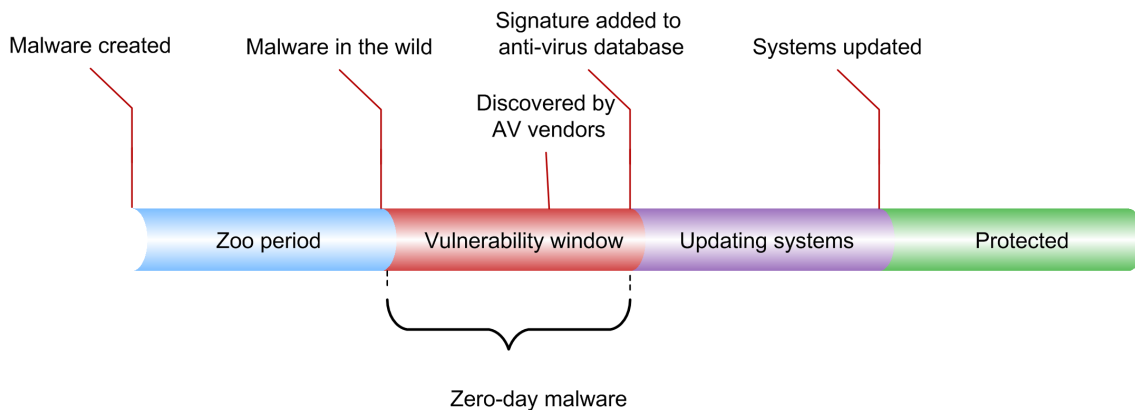 Malware created
Malware in the wild
Signature added to
anti-virus database
Systems updated
Discovered by
AV vendors
Zoo period
Vulnerability window
Updating systems
Protected
Zero-day malware